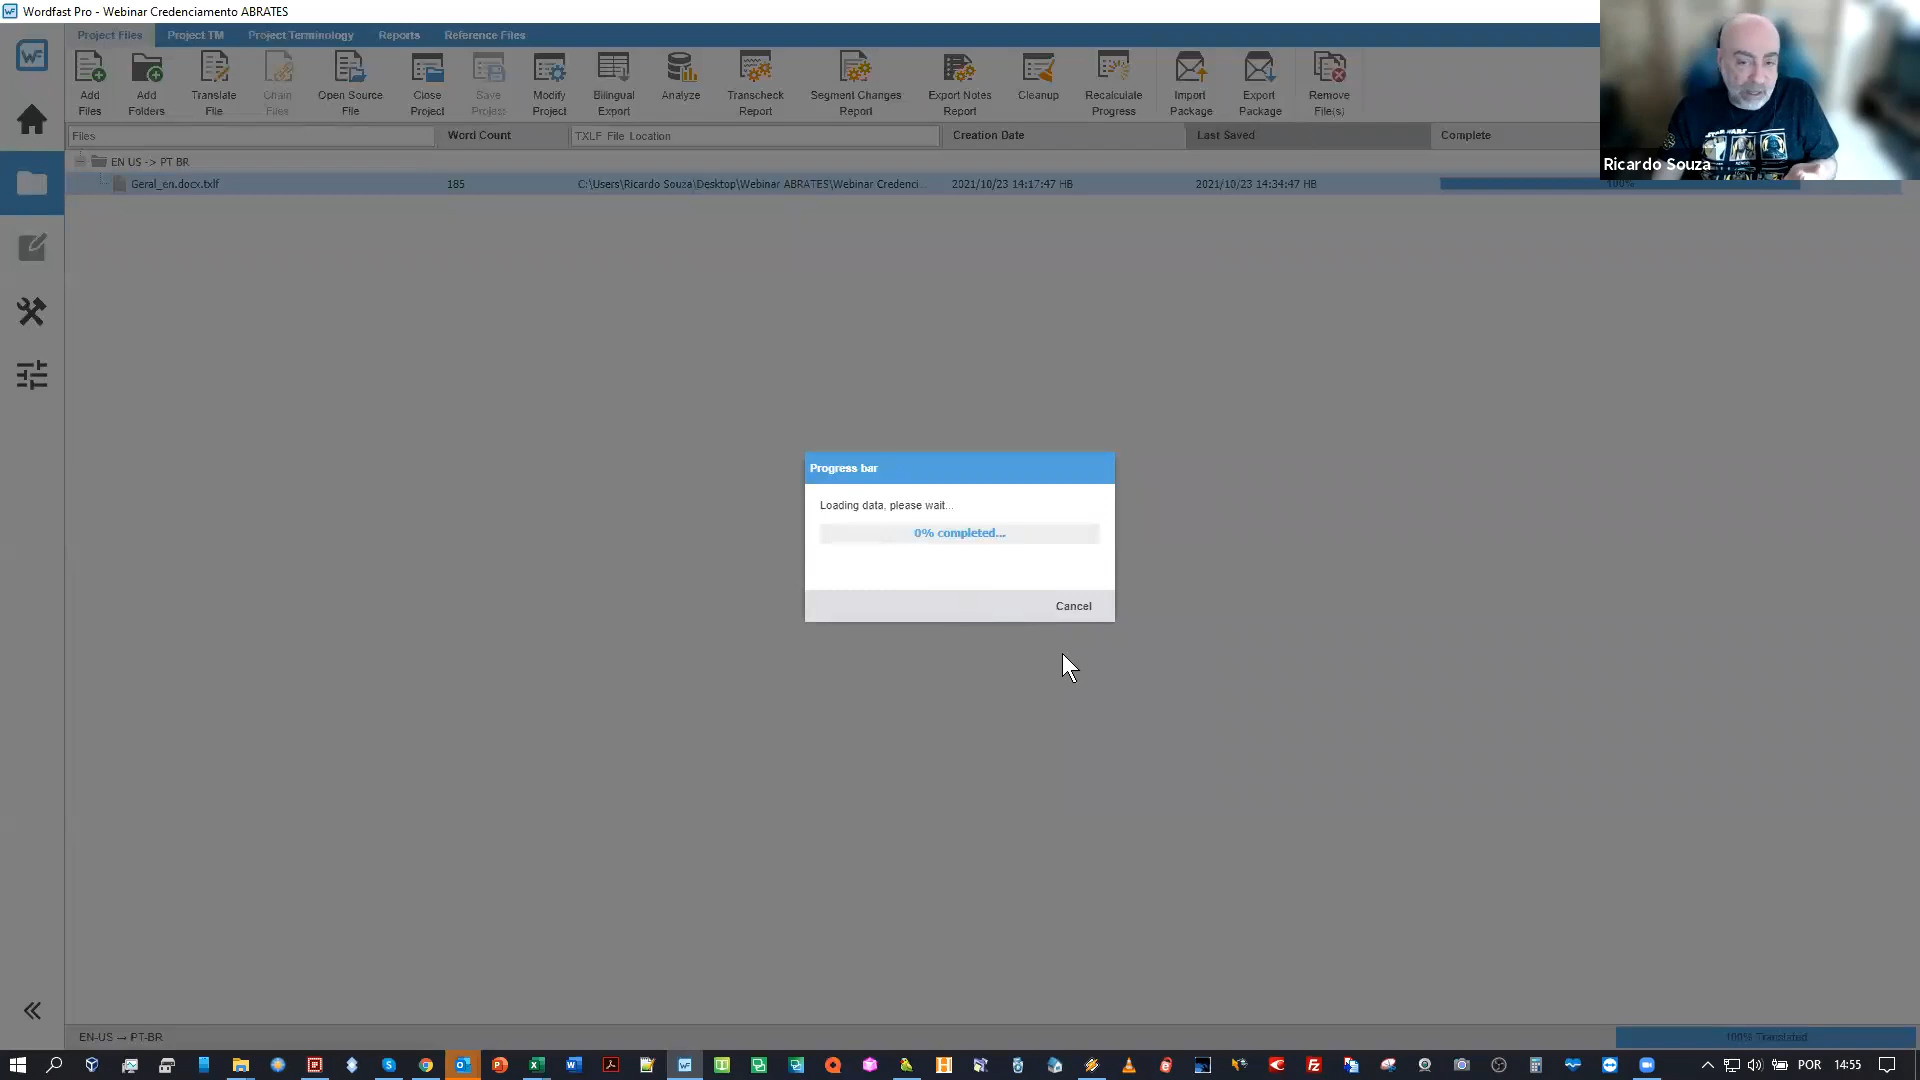 Wordfast Pro - Webinar Credenciamento ABRATES
Project Files Project TM Project Terminology Reports Reference Files
Add Files
Add Folders
Translate File
Chain Files
Open Source File
Close Project
Save Project
Modify Project
Bilingual Export
Analyze
Transcheck Report
Segment Changes Report
Export Notes Report
Cleanup
Recalculate Progress
Import Package
Export Package
Remove File(s)
Files Word Count TXLF File Location Creation Date Last Saved Complete
EN US -> PT BR
Geral_en.docx.txlf 185 C:\Users\Ricardo Souza\Desktop\Webinar ABRATES\Webinar Credenci... 2021/10/23 14:17:47 HB 2021/10/23 14:34:47 HB 100%
STAR WARS
Ricardo Souza
Progress bar
Loading data, please wait...
0% completed...
Cancel
EN-US → PT-BR
100% Translated
POR 14:55